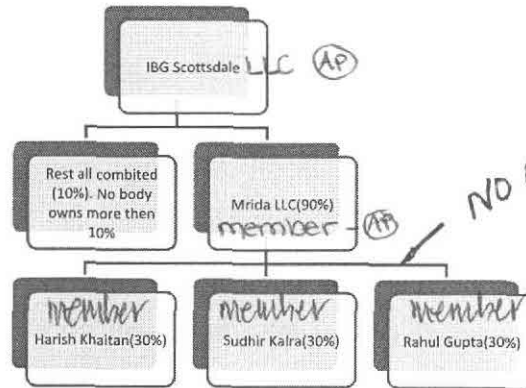 IBG Scottsdale LLC AP
Rest all combited
(10%). No body
owns more then
10%
Mrida LLC(90%)
member -
NO
member
Harish Khaitan(30%)
member
Sudhir Kalra(30%)
member
Rahul Gupta(30%)